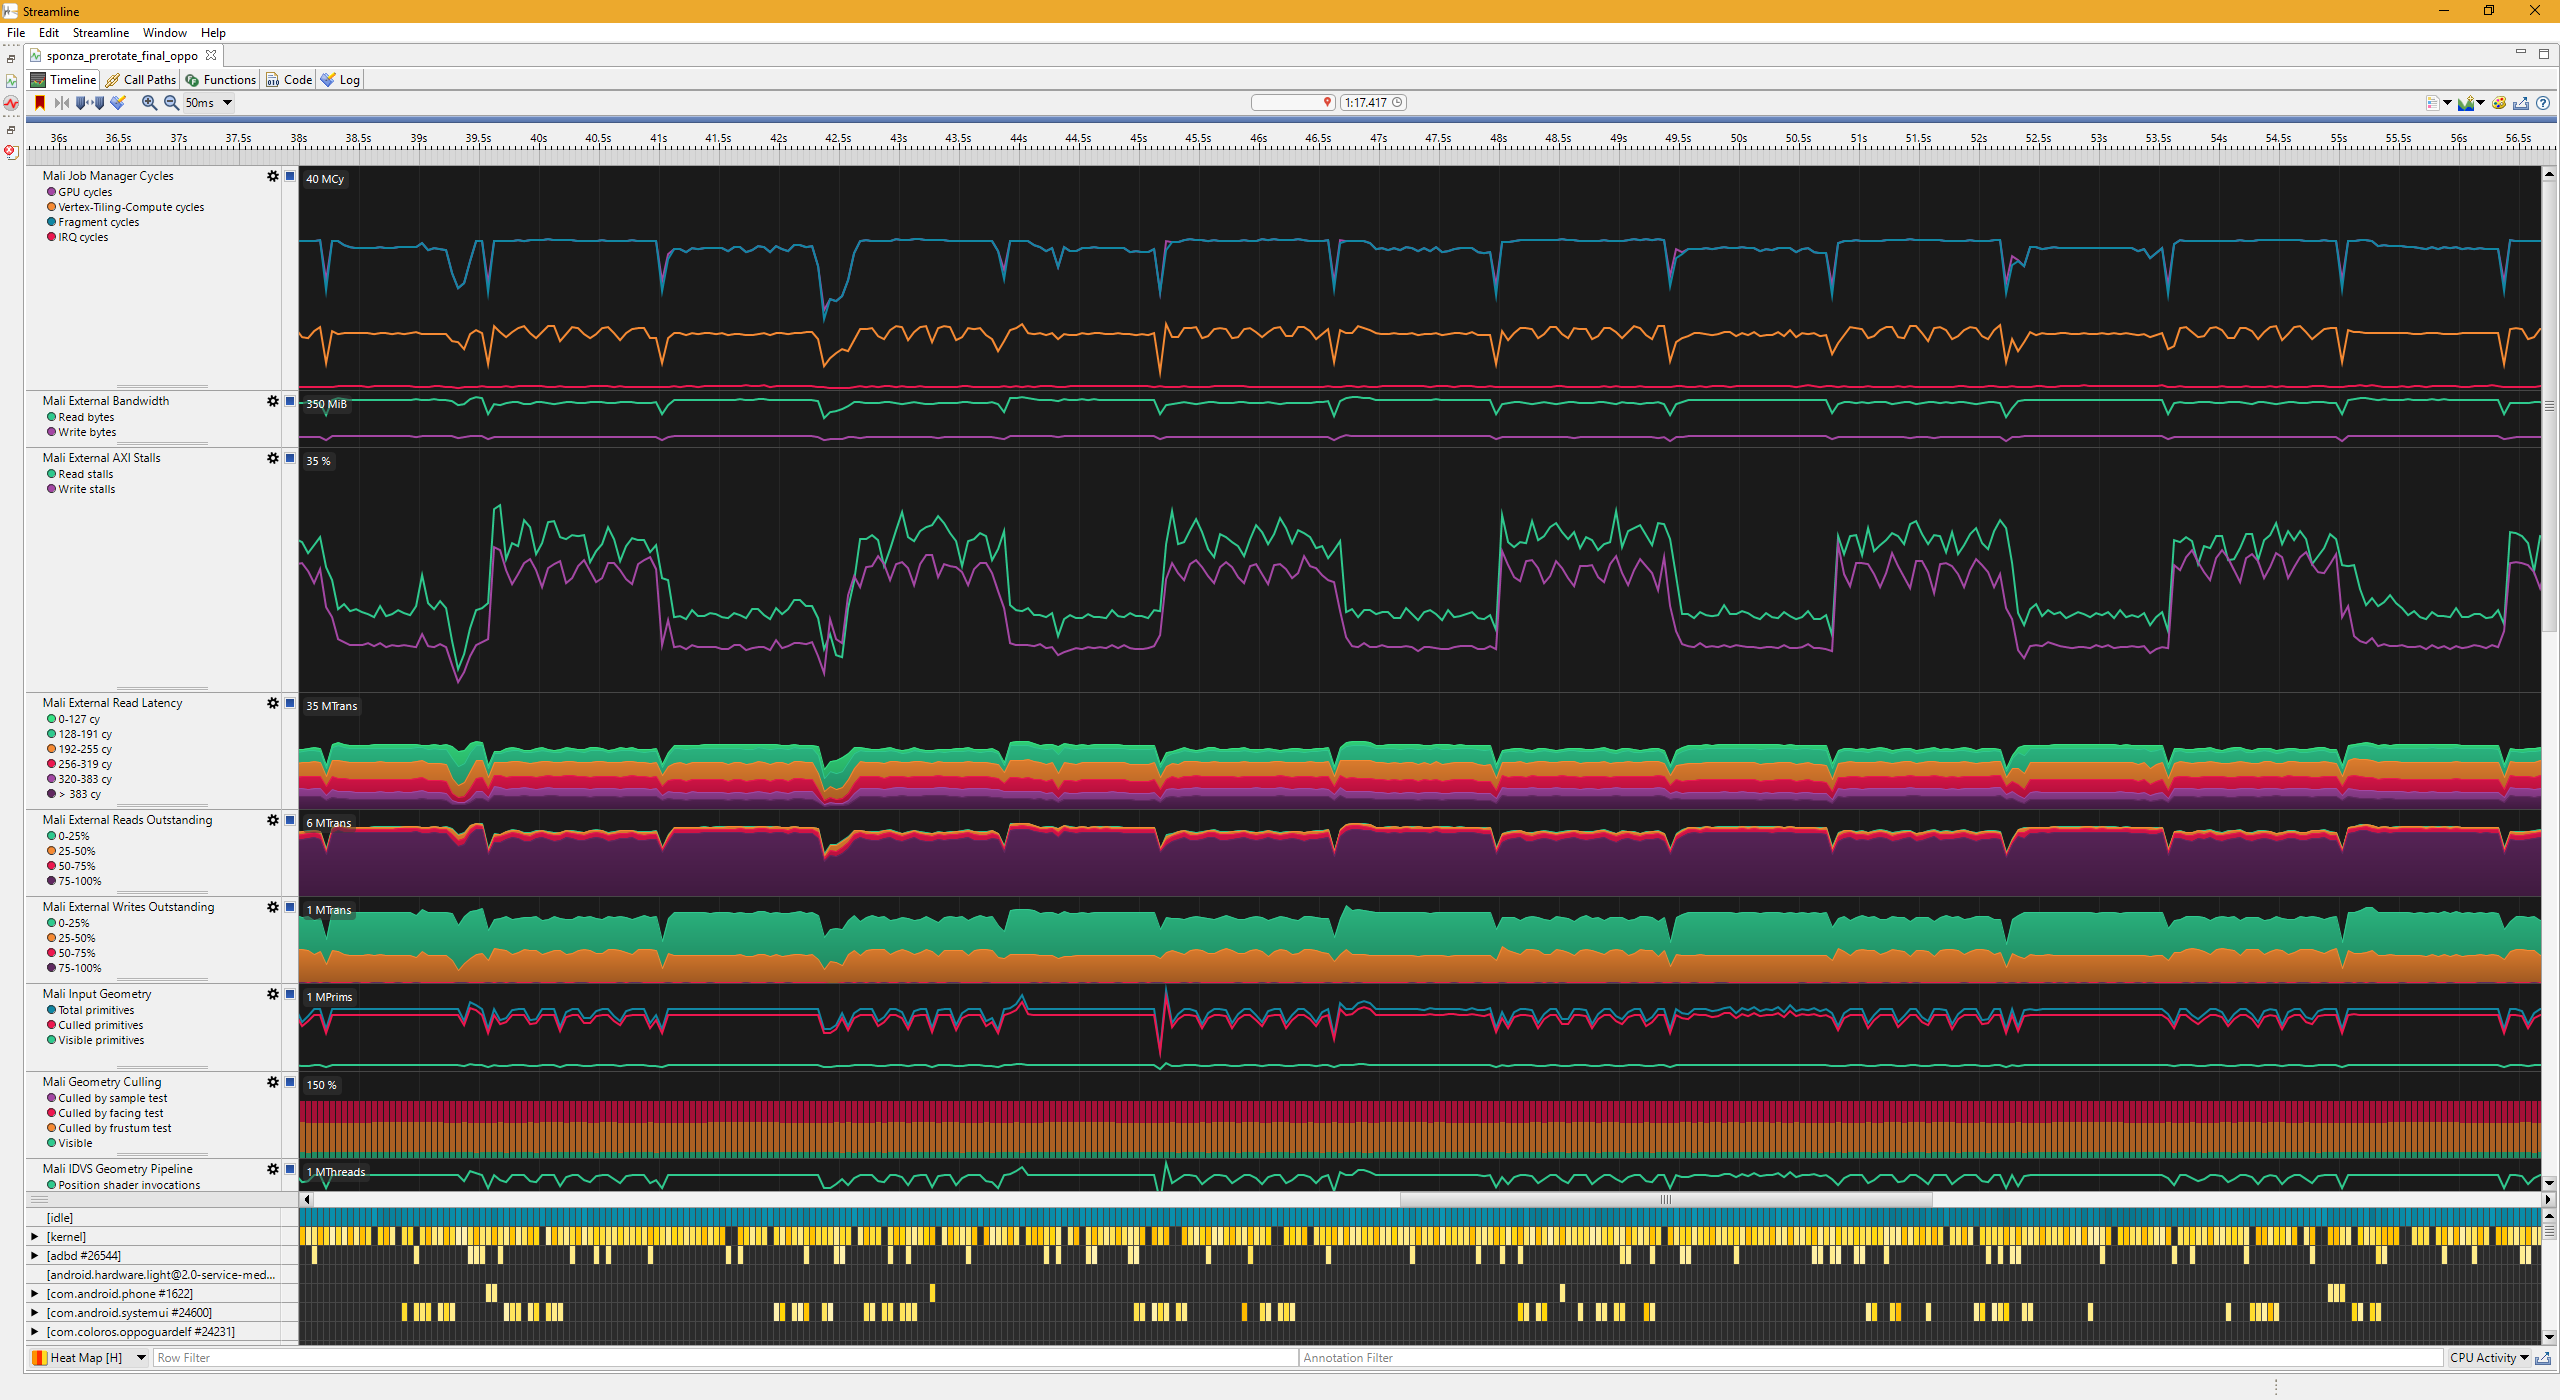 Streamline
File Edit Streamline Window Help
sponza_prerotate_final_oppo
Timeline Call Paths Functions Code Log
50ms 1:17.417
36s 36.5s 37s 37.5s 38s 38.5s 39s 39.5s 40s 40.5s 41s 41.5s 42s 42.5s 43s 43.5s 44s 44.5s 45s 45.5s 46s 46.5s 47s 47.5s 48s 48.5s 49s 49.5s 50s 50.5s 51s 51.5s 52s 52.5s 53s 53.5s 54s 54.5s 55s 55.5s 56s 56.5s
Mali Job Manager Cycles 40 MCy
GPU cycles
Vertex-Tiling-Compute cycles
Fragment cycles
IRQ cycles
Mali External Bandwidth 350 MiB
Read bytes
Write bytes
Mali External AXI Stalls 35 %
Read stalls
Write stalls
Mali External Read Latency 35 MTrans
0-127 cy
128-191 cy
192-255 cy
256-319 cy
320-383 cy
> 383 cy
Mali External Reads Outstanding 6 MTrans
0-25%
25-50%
50-75%
75-100%
Mali External Writes Outstanding 1 MTrans
0-25%
25-50%
50-75%
75-100%
Mali Input Geometry 1 MPrims
Total primitives
Culled primitives
Visible primitives
Mali Geometry Culling 150 %
Culled by sample test
Culled by facing test
Culled by frustum test
Visible
Mali IDVS Geometry Pipeline 1 MThreads
Position shader invocations
[idle]
[kernel]
[adbd #26544]
[android.hardware.light@2.0-service-med...
[com.android.phone #1622]
[com.android.systemui #24600]
[com.coloros.oppoguardelf #24231]
Heat Map [H] Row Filter Annotation Filter CPU Activity